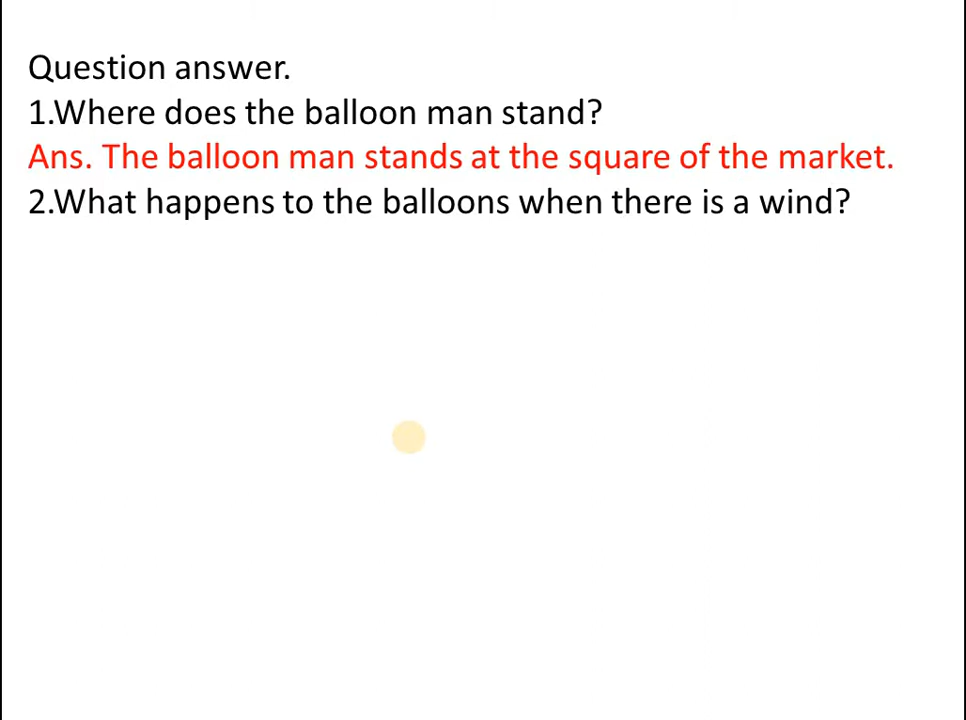 Question answer.
1.Where does the balloon man stand?
Ans. The balloon man stands at the square of the market.
2.What happens to the balloons when there is a wind?